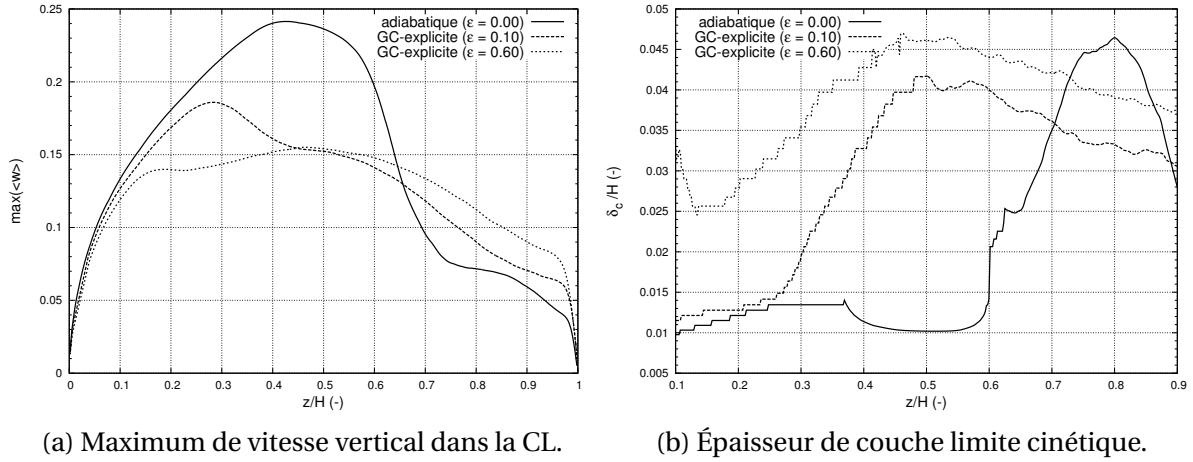 adiabatique (ε = 0.00)
GC-explicite (ε = 0.10)
GC-explicite (ε = 0.60)
0.25
0.2
0.15
0.1
0.05
0
max(<w>)
0 0.1 0.2 0.3 0.4 0.5 0.6 0.7 0.8 0.9 1
z/H (-)
(a) Maximum de vitesse vertical dans la CL.
adiabatique (ε = 0.00)
GC-explicite (ε = 0.10)
GC-explicite (ε = 0.60)
0.05
0.045
0.04
0.035
0.03
0.025
0.02
0.015
0.01
0.005
δc/H (-)
0.1 0.2 0.3 0.4 0.5 0.6 0.7 0.8 0.9
z/H (-)
(b) Épaisseur de couche limite cinétique.